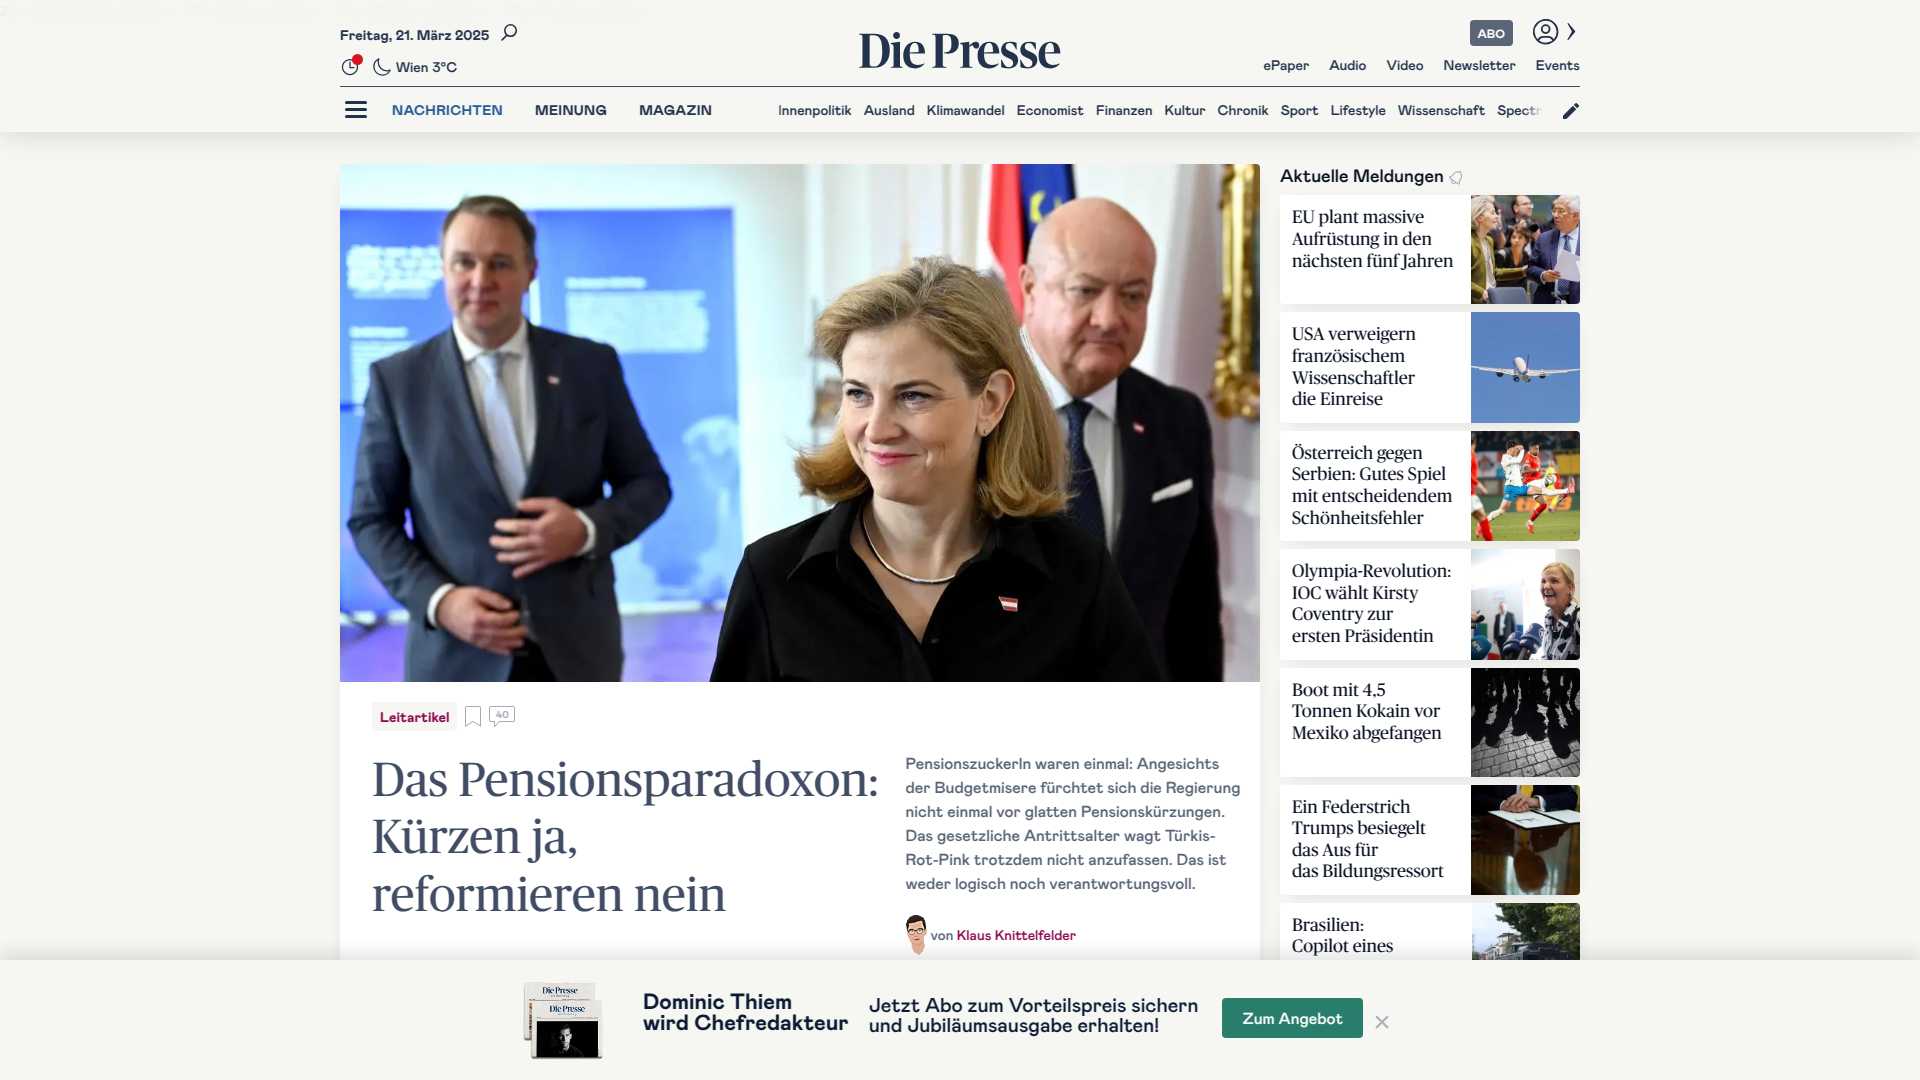 Freitag, 21. März 2025
Wien 3°C
Die Presse
ABO
ePaper Audio Video Newsletter Events
NACHRICHTEN MEINUNG MAGAZIN
Innenpolitik Ausland Klimawandel Economist Finanzen Kultur Chronik Sport Lifestyle Wissenschaft Spectr
Leitartikel
40
Das Pensionsparadoxon:
Kürzen ja,
reformieren nein
Pensionszuckerln waren einmal: Angesichts
der Budgetmisere fürchtet sich die Regierung
nicht einmal vor glatten Pensionskürzungen.
Das gesetzliche Antrittsalter wagt Türkis-
Rot-Pink trotzdem nicht anzufassen. Das ist
weder logisch noch verantwortungsvoll.
von Klaus Knittelfelder
Aktuelle Meldungen
EU plant massive
Aufrüstung in den
nächsten fünf Jahren
USA verweigern
französischem
Wissenschaftler
die Einreise
Österreich gegen
Serbien: Gutes Spiel
mit entscheidendem
Schönheitsfehler
Olympia-Revolution:
IOC wählt Kirsty
Coventry zur
ersten Präsidentin
Boot mit 4,5
Tonnen Kokain vor
Mexiko abgefangen
Ein Federstrich
Trumps besiegelt
das Aus für
das Bildungsressort
Brasilien:
Copilot eines
Die Presse
Die Presse
Dominic Thiem
wird Chefredakteur
Jetzt Abo zum Vorteilspreis sichern
und Jubiläumsausgabe erhalten!
Zum Angebot